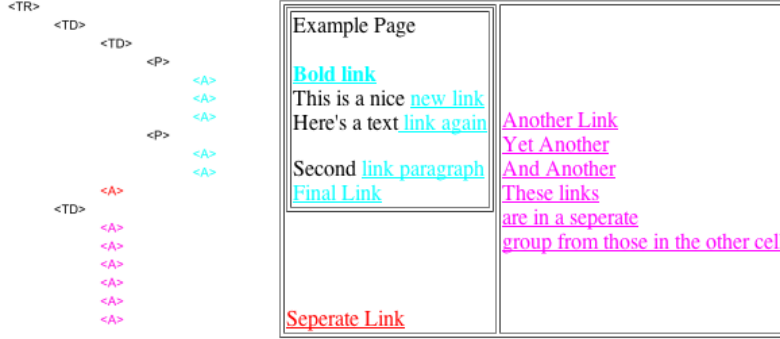 <TR>
<TD>
<TD>
<P>
<A>
<A>
<A>
<P>
<A>
<A>
<A>
<TD>
<A>
<A>
<A>
<A>
<A>
<A>
Example Page
Bold link
This is a nice new link
Here's a text link again
Second link paragraph
Final Link
Seperate Link
Another Link
Yet Another
And Another
These links
are in a seperate
group from those in the other cell